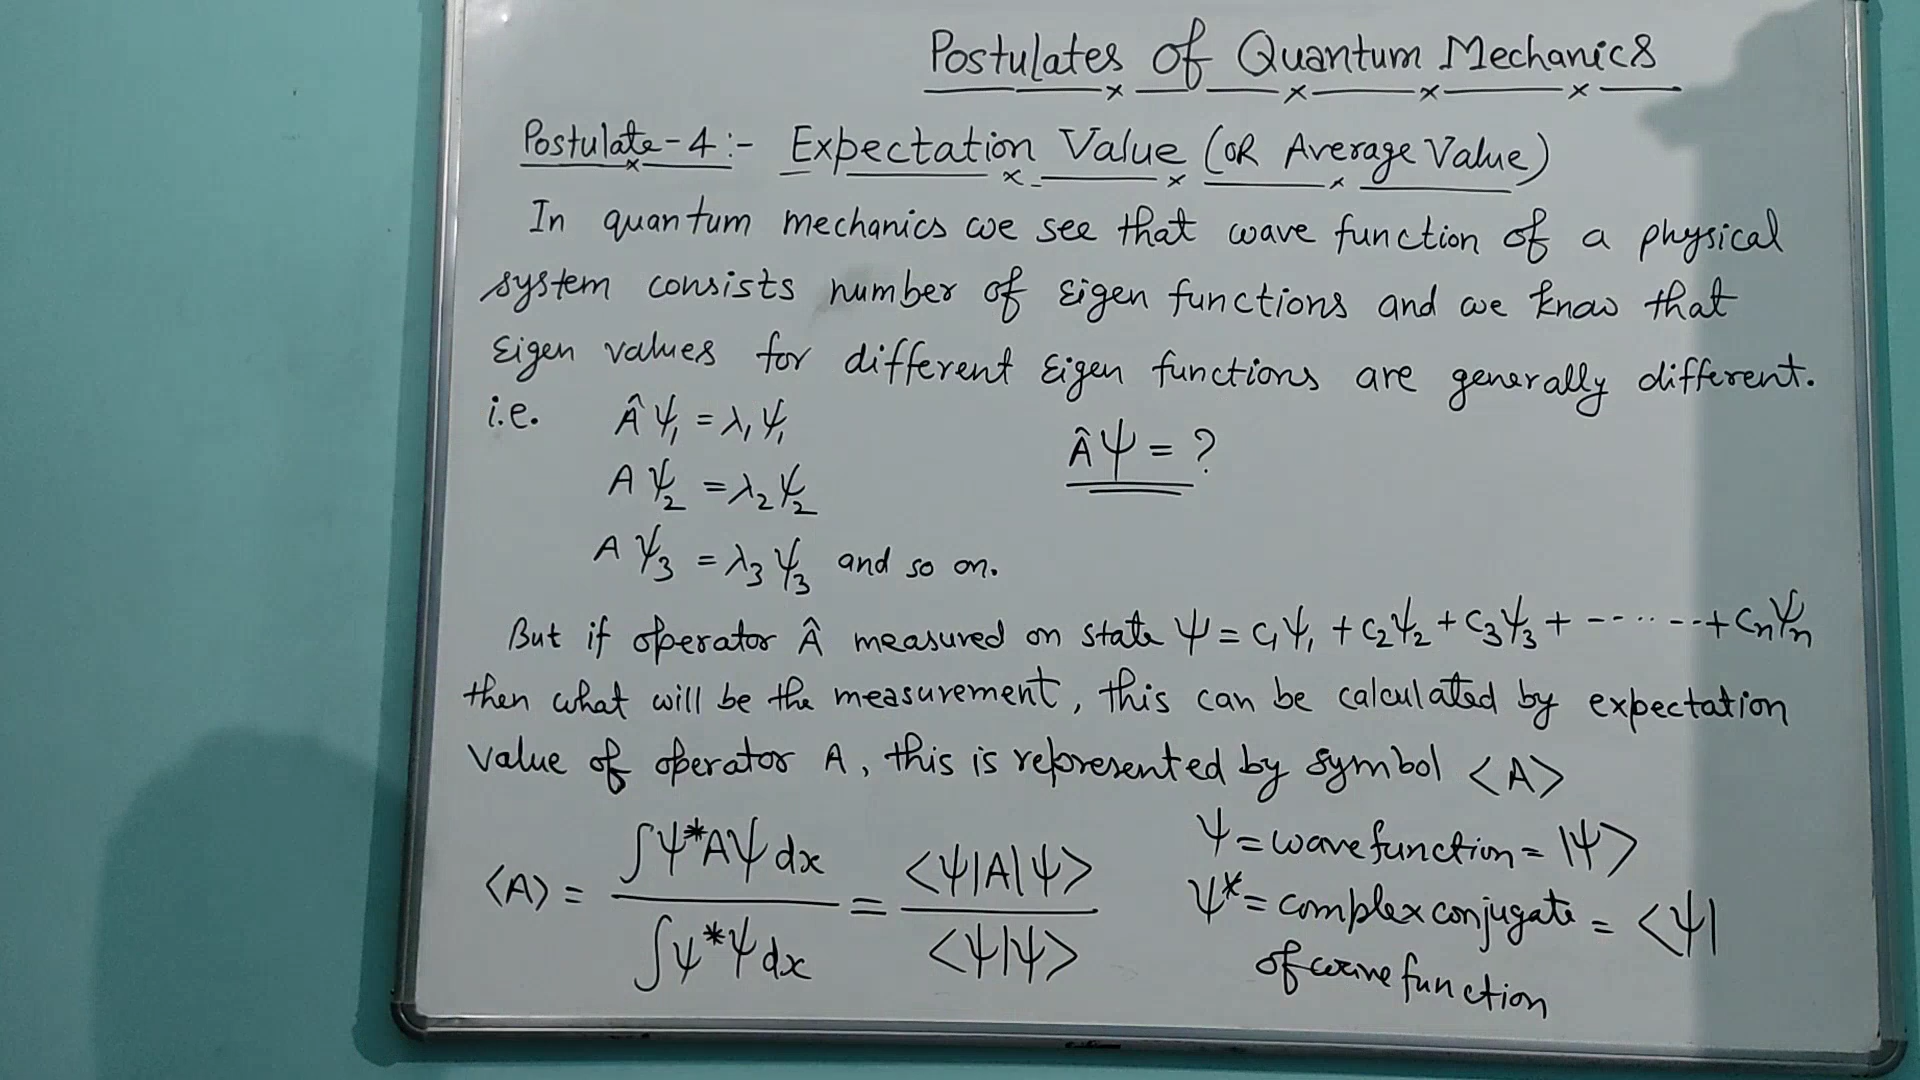 Postulates of Quantum Mechanics
Postulate-4:- Expectation Value (OR Average Value)
In quantum mechanics we see that wave function of a physical
system consists number of Eigen functions and we know that
Eigen values for different Eigen functions are generally different.
i.e. Âψ₁ = λ₁ψ₁
Âψ = ?
Aψ₂ = λ₂ψ₂
Aψ₃ = λ₃ψ₃ and so on.
But if operator Â measured on state ψ = c₁ψ₁ + c₂ψ₂ + c₃ψ₃ + ------- + cₙψₙ
then what will be the measurement, this can be calculated by expectation
value of operator A, this is represented by symbol <A>
<A> = ∫ψ*Aψ dx / ∫ψ*ψ dx = <ψ|A|ψ> / <ψ|ψ>
ψ = wave function = |ψ>
ψ* = complex conjugate = <ψ|
of wave function